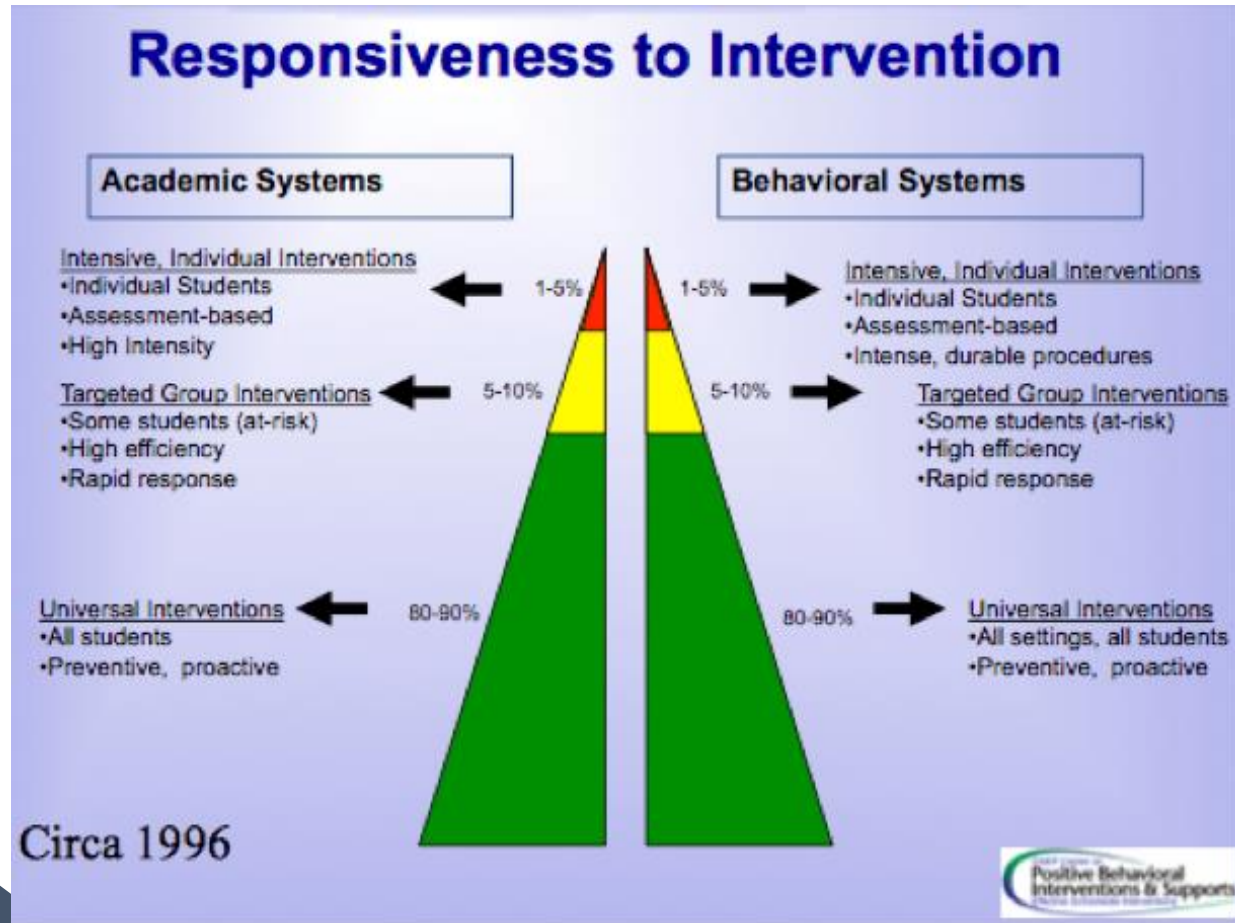 Responsiveness to Intervention
Academic Systems
Intensive, Individual Interventions
•Individual Students
•Assessment-based
•High Intensity
Targeted Group Interventions
•Some students (at-risk)
•High efficiency
•Rapid response
Universal Interventions
•All students
•Preventive, proactive
1-5%
5-10%
80-90%
Behavioral Systems
1-5%
5-10%
80-90%
Intensive, Individual Interventions
•Individual Students
•Assessment-based
•Intense, durable procedures
Targeted Group Interventions
•Some students (at-risk)
•High efficiency
•Rapid response
Universal Interventions
•All settings, all students
•Preventive, proactive
Circa 1996
Positive Behavioral
Interventions & Supports